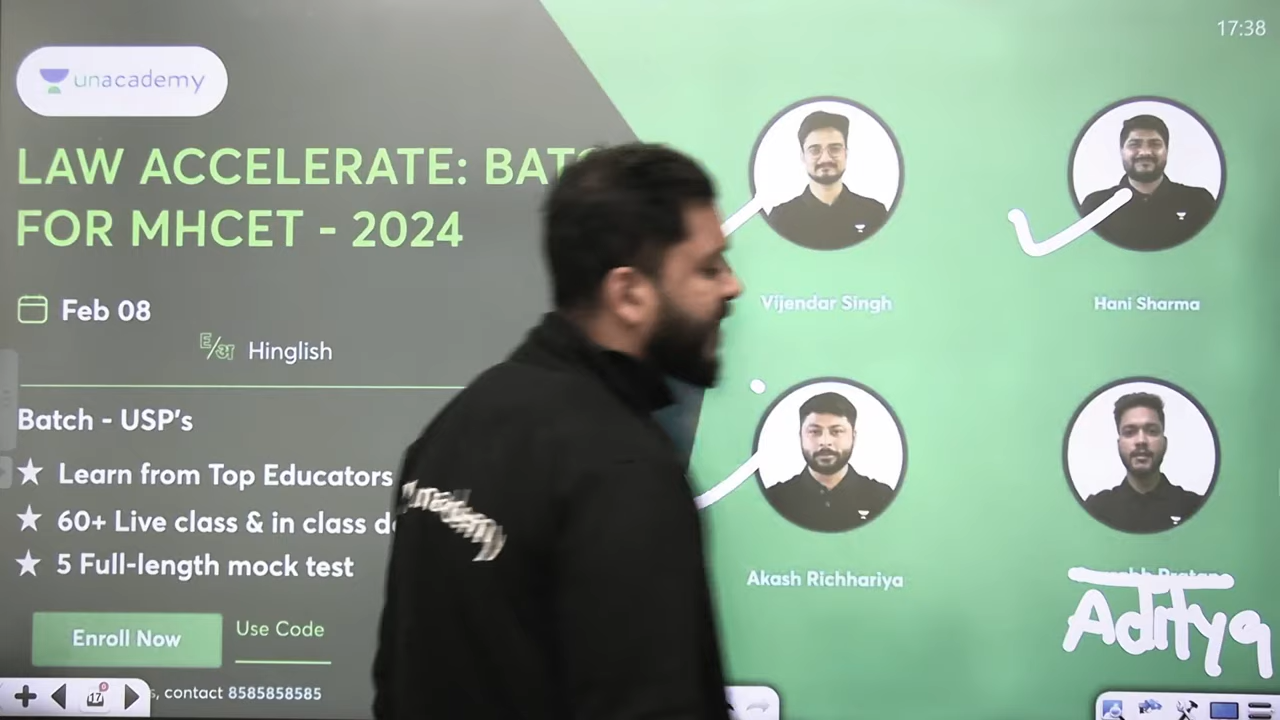 17:38
unacademy
LAW ACCELERATE: BATC
FOR MHCET - 2024
Feb 08
E/अ Hinglish
Batch - USP's
Learn from Top Educators
60+ Live class & in class d
5 Full-length mock test
Enroll Now
Use Code
contact 8585858585
Vijendar Singh
Hani Sharma
Akash Richhariya
Aditya
17